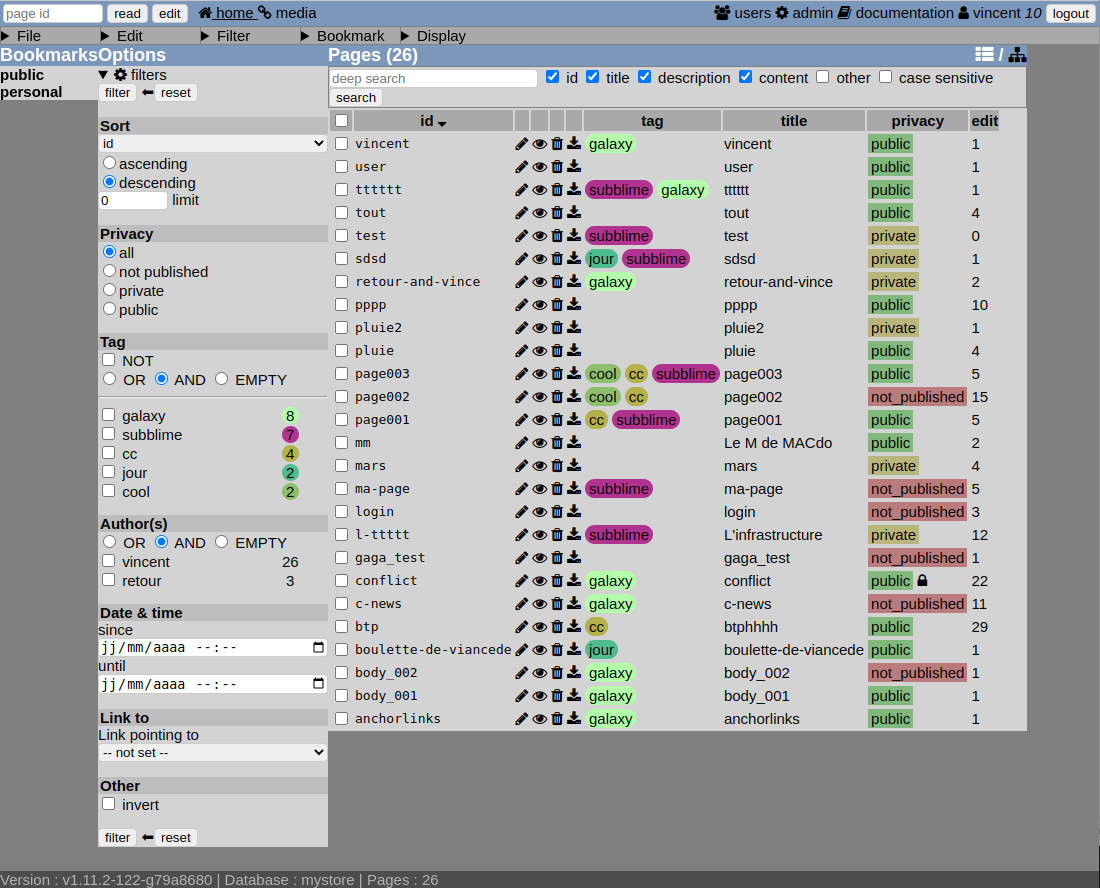 page id read edit home media users admin documentation vincent 10 logout
File Edit Filter Bookmark Display
Bookmarks
public
personal
Options
filters
filter reset
Sort
id
ascending
descending
0 limit
Privacy
all
not published
private
public
Tag
NOT
OR AND EMPTY
galaxy 8
subblime 7
cc 4
jour 2
cool 2
Author(s)
OR AND EMPTY
vincent 26
retour 3
Date & time
since
jj/mm/aaaa --:--
until
jj/mm/aaaa --:--
Link to
Link pointing to
-- not set --
Other
invert
filter reset
Pages (26) /
deep search id title description content other case sensitive
search
id tag title privacy edit
vincent galaxy vincent public 1
user user public 1
tttttt subblime galaxy tttttt public 1
tout tout public 4
test subblime test private 0
sdsd jour subblime sdsd private 1
retour-and-vince galaxy retour-and-vince private 2
pppp pppp public 10
pluie2 pluie2 private 1
pluie pluie public 4
page003 cool cc subblime page003 public 5
page002 cool cc page002 not_published 15
page001 cc subblime page001 public 5
mm Le M de MACdo public 2
mars mars private 4
ma-page subblime ma-page not_published 5
login login not_published 3
l-ttttt subblime L'infrastructure private 12
gaga_test gaga_test not_published 1
conflict galaxy conflict public 22
c-news galaxy c-news not_published 11
btp cc btphhhh public 29
boulette-de-viancede jour boulette-de-viancede public 1
body_002 galaxy body_002 not_published 1
body_001 galaxy body_001 public 1
anchorlinks galaxy anchorlinks public 1
Version : v1.11.2-122-g79a8680 | Database : mystore | Pages : 26